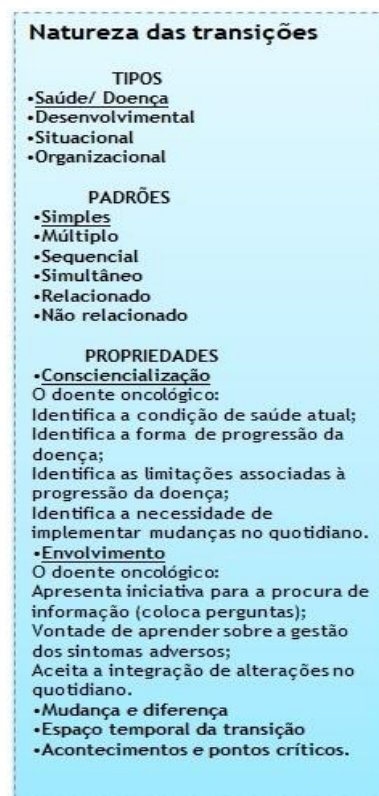 Natureza das transições
TIPOS
•Saúde/ Doença
•Desenvolvimental
•Situacional
•Organizacional
PADRÕES
•Simples
•Múltiplo
•Sequencial
•Simultâneo
•Relacionado
•Não relacionado
PROPRIEDADES
•Consciencialização
O doente oncológico:
Identifica a condição de saúde atual;
Identifica a forma de progressão da
doença;
Identifica as limitações associadas à
progressão da doença;
Identifica a necessidade de
implementar mudanças no quotidiano.
•Envolvimento
O doente oncológico:
Apresenta iniciativa para a procura de
informação (coloca perguntas);
Vontade de aprender sobre a gestão
dos sintomas adversos;
Aceita a integração de alterações no
quotidiano.
•Mudança e diferença
•Espaço temporal da transição
•Acontecimentos e pontos críticos.